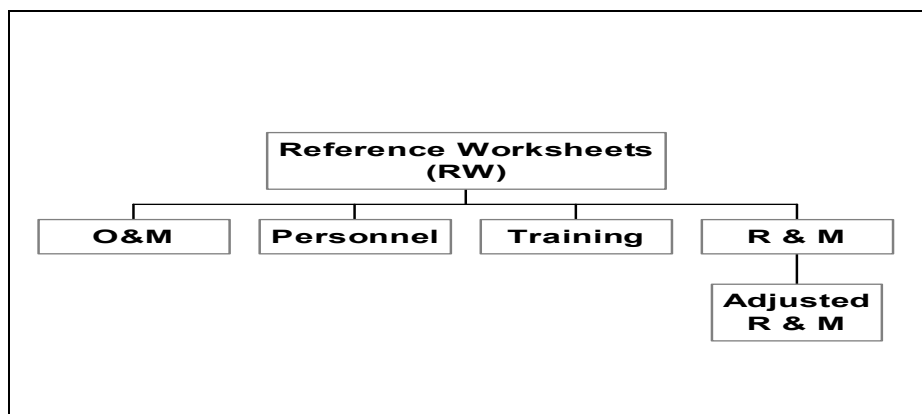 Reference Worksheets
(RW)
O&M
Personnel
Training
R & M
Adjusted
R & M